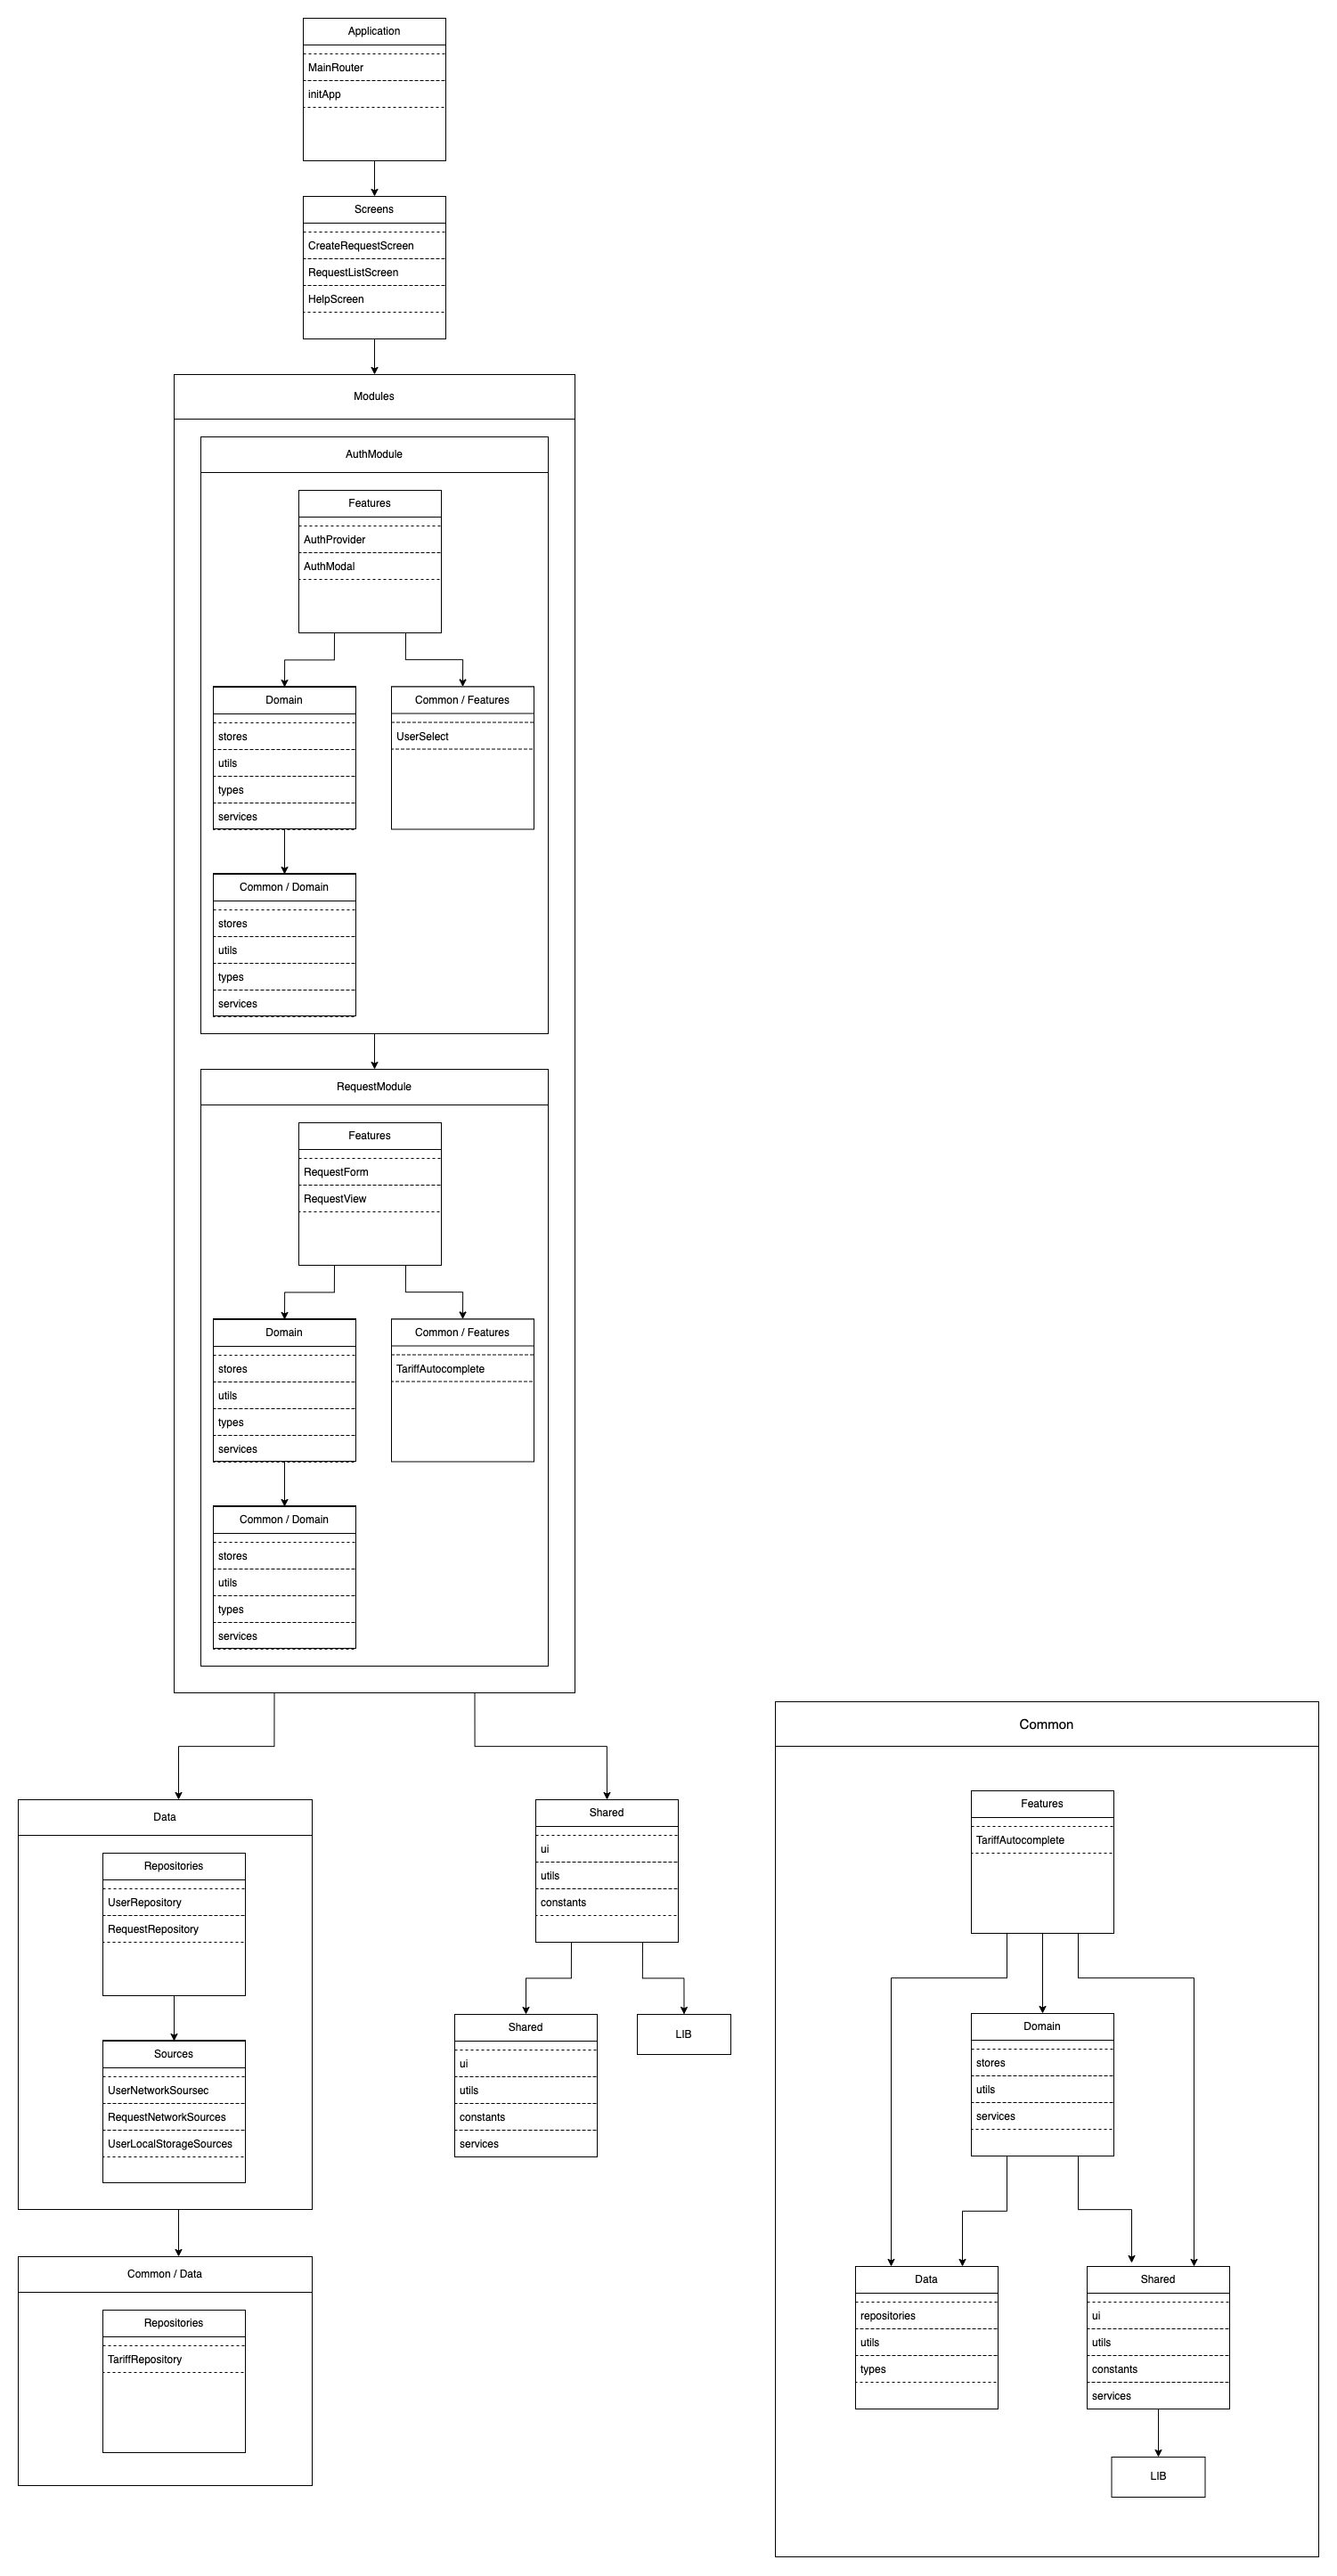 Application
MainRouter
initApp
Screens
CreateRequestScreen
RequestListScreen
HelpScreen
Modules
AuthModule
Features
AuthProvider
AuthModal
Domain
stores
utils
types
services
Common / Features
UserSelect
Common / Domain
stores
utils
types
services
RequestModule
Features
RequestForm
RequestView
Domain
stores
utils
types
services
Common / Features
TariffAutocomplete
Common / Domain
stores
utils
types
services
Data
Repositories
UserRepository
RequestRepository
Sources
UserNetworkSoursec
RequestNetworkSources
UserLocalStorageSources
Common / Data
Repositories
TariffRepository
Shared
ui
utils
constants
Shared
ui
utils
constants
services
LIB
Common
Features
TariffAutocomplete
Domain
stores
utils
services
Data
repositories
utils
types
Shared
ui
utils
constants
services
LIB